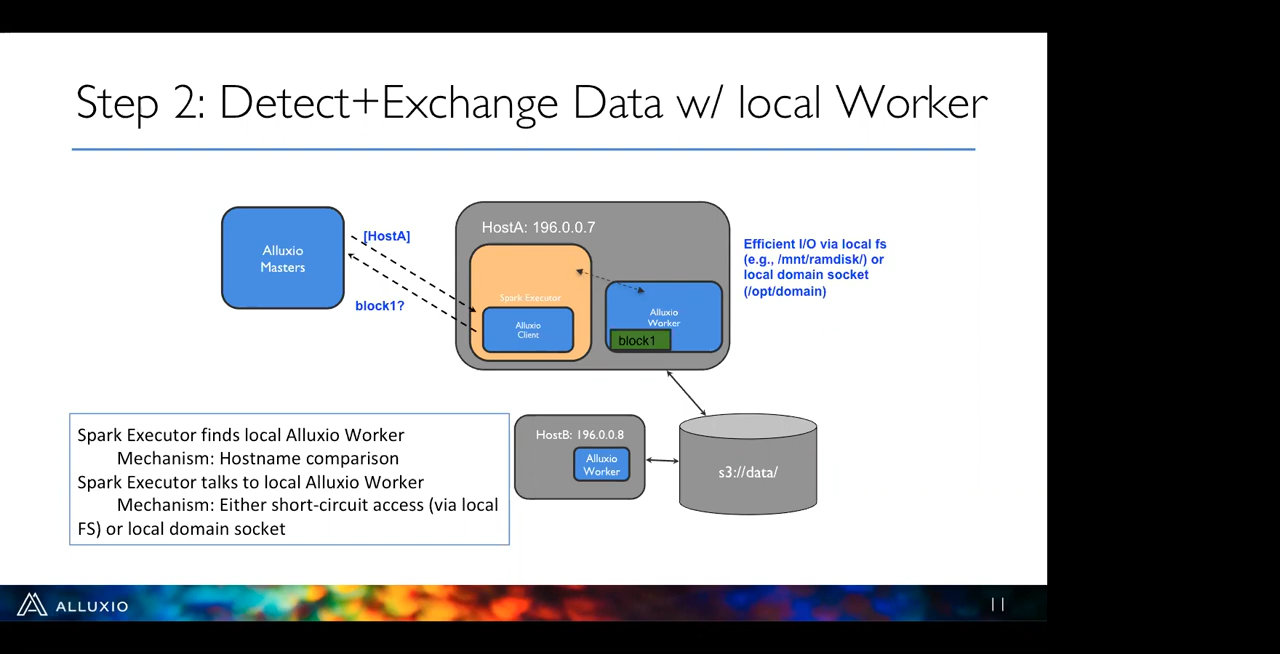 Step 2: Detect+Exchange Data w/ local Worker
Alluxio
Masters
[HostA]
block1?
HostA: 196.0.0.7
Spark Executor
Alluxio
Client
Alluxio
Worker
block1
Efficient I/O via local fs
(e.g., /mnt/ramdisk/) or
local domain socket
(/opt/domain)
Spark Executor finds local Alluxio Worker
Mechanism: Hostname comparison
Spark Executor talks to local Alluxio Worker
Mechanism: Either short-circuit access (via local
FS) or local domain socket
HostB: 196.0.0.8
Alluxio
Worker
s3://data/
ALLUXIO
11